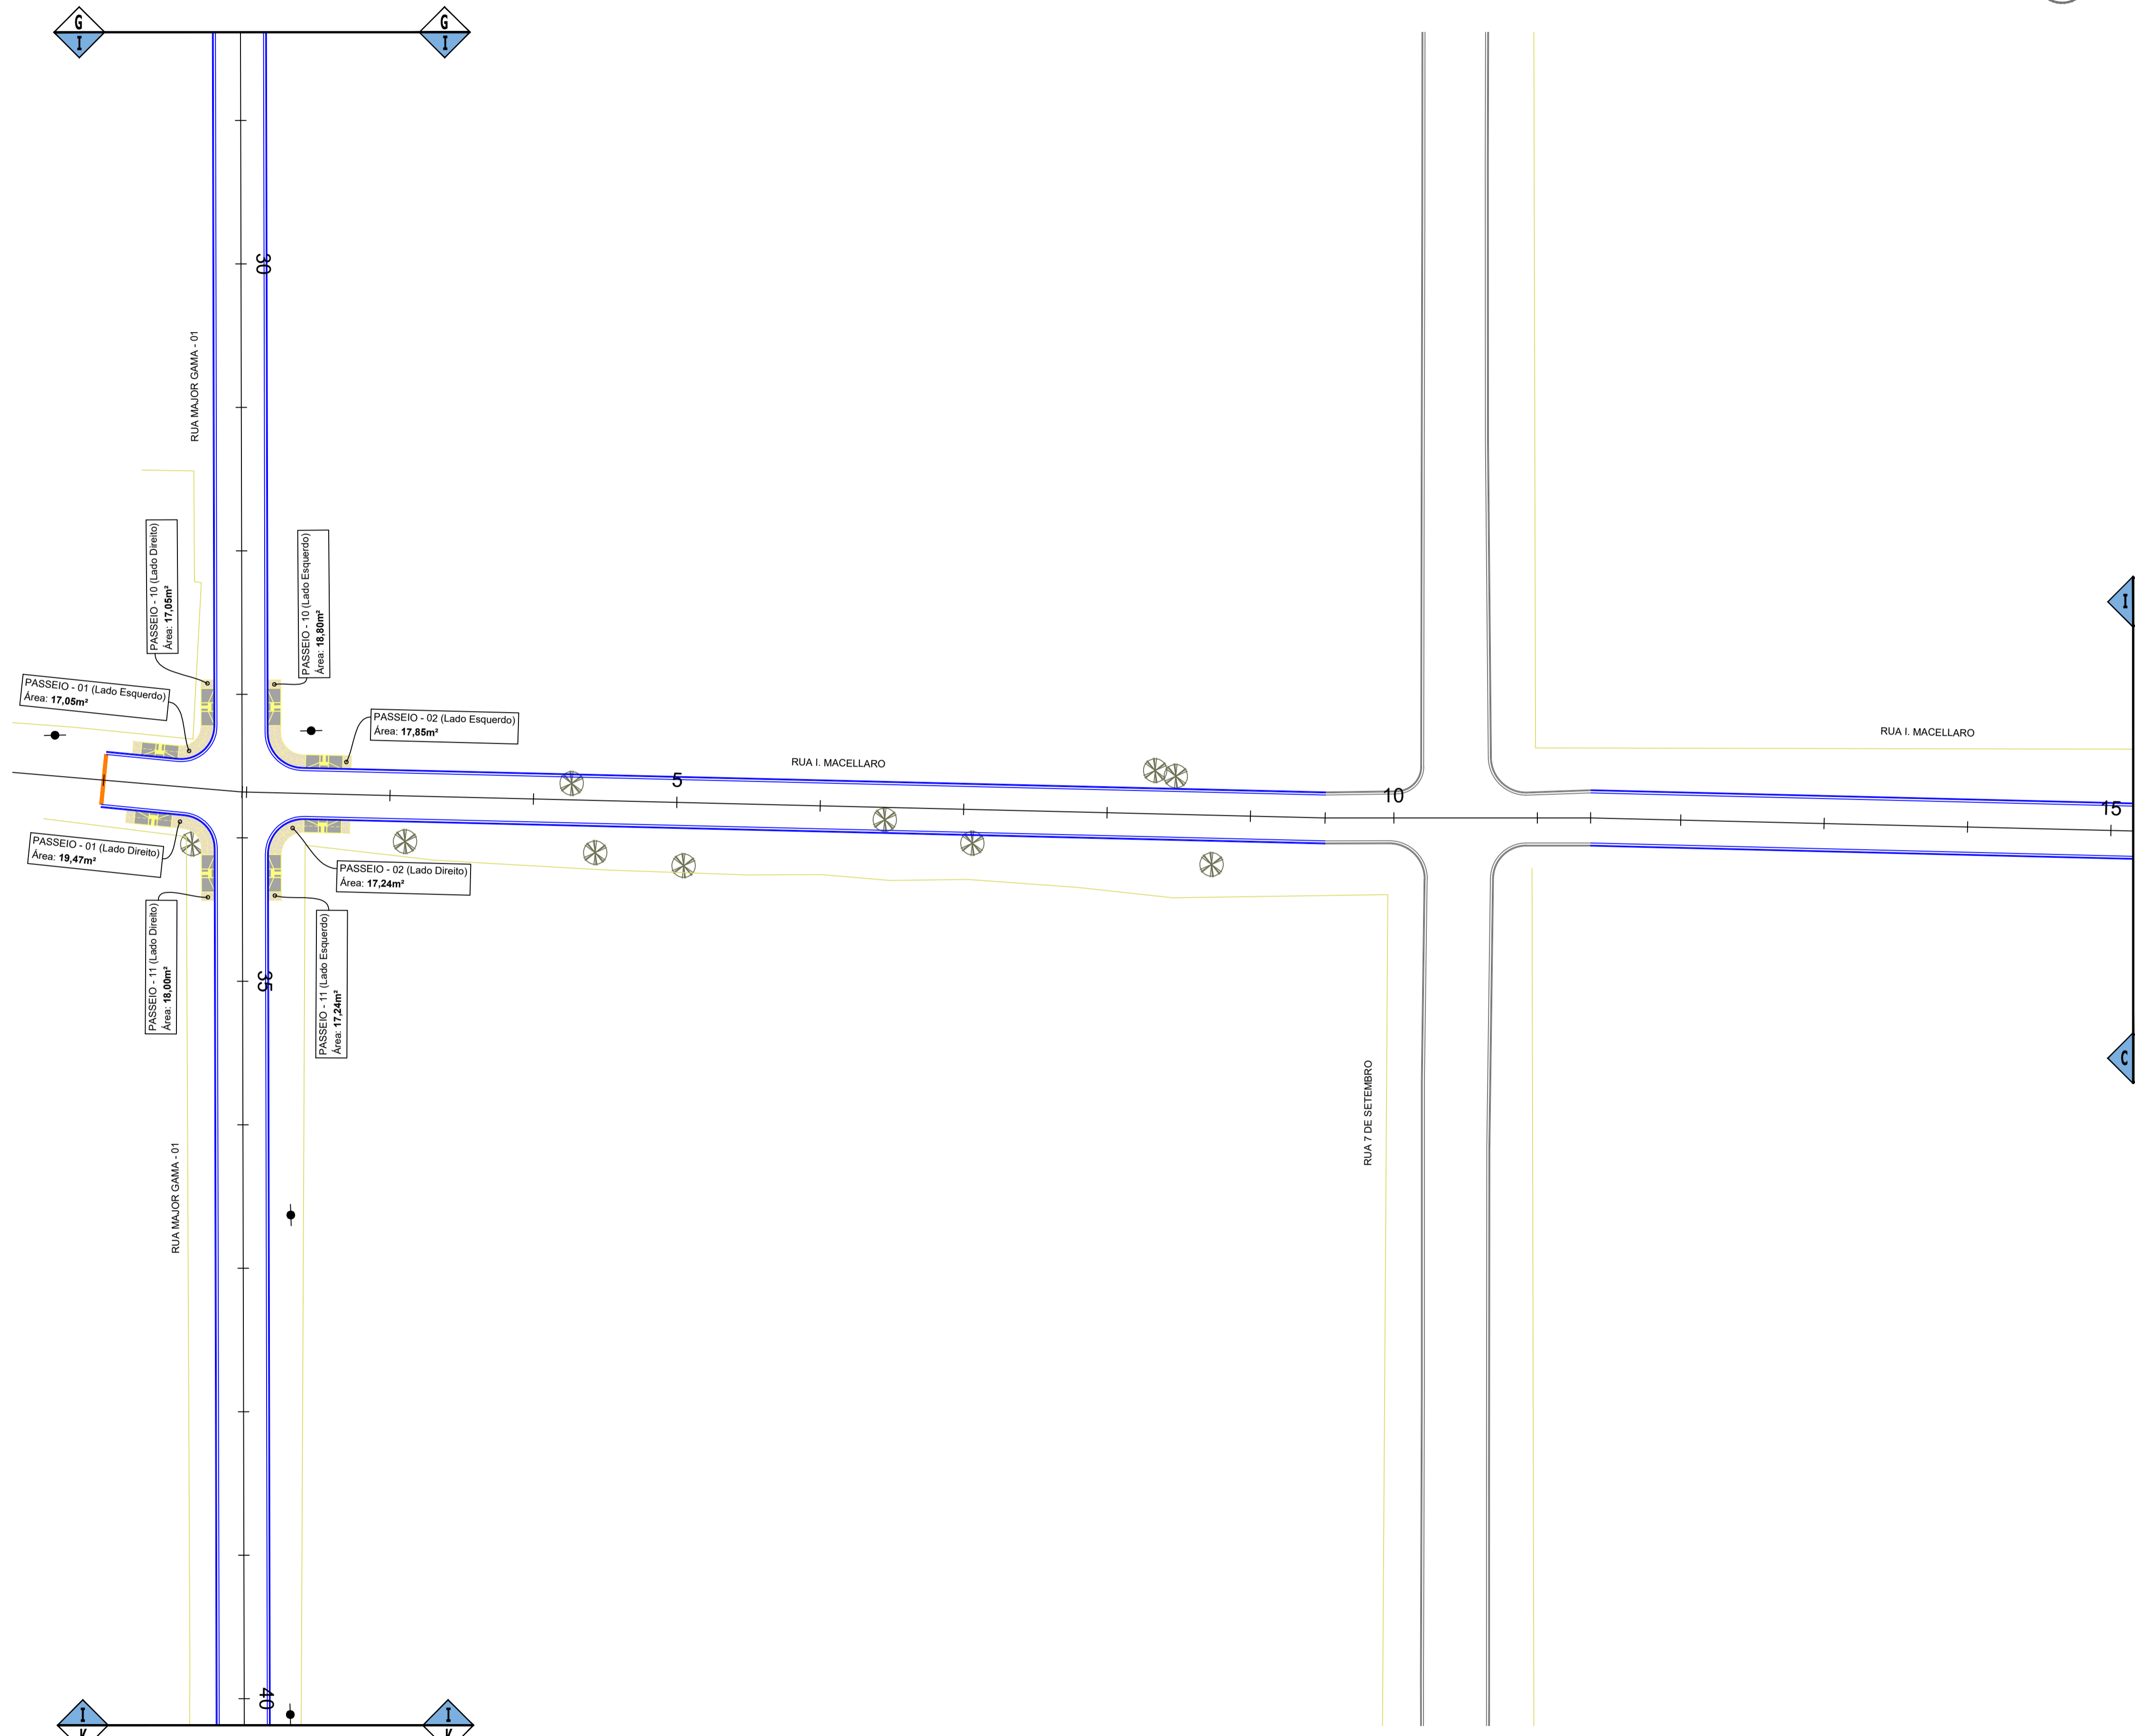 G
I
G
I
30
RUA MAJOR GAMA - 01
PASSEIO - 10 (Lado Direito)
Área: 17,05m²
PASSEIO - 10 (Lado Esquerdo)
Área: 18,80m²
I
PASSEIO - 01 (Lado Esquerdo)
Área: 17,05m²
PASSEIO - 02 (Lado Esquerdo)
Área: 17,85m²
RUA I. MACELLARO
RUA I. MACELLARO
5
10
15
PASSEIO - 01 (Lado Direito)
Área: 19,47m²
PASSEIO - 02 (Lado Direito)
Área: 17,24m²
PASSEIO - 11 (Lado Direito)
Área: 18,00m²
PASSEIO - 11 (Lado Esquerdo)
Área: 17,24m²
35
C
RUA 7 DE SETEMBRO
RUA MAJOR GAMA - 01
40
I
K
I
K